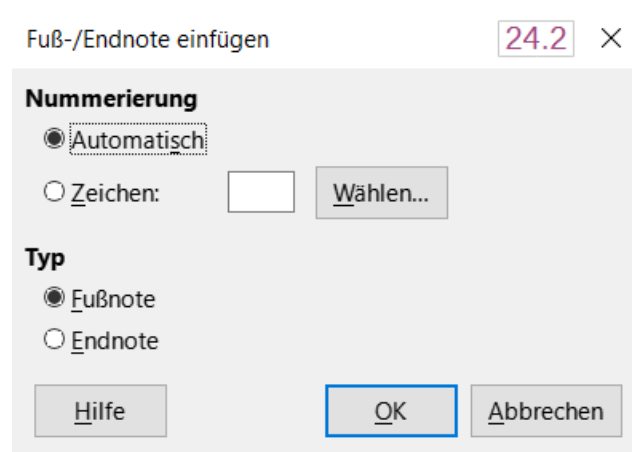 Fuß-/Endnote einfügen 24.2
Nummerierung
Automatisch
Zeichen: Wählen...
Typ
Fußnote
Endnote
Hilfe OK Abbrechen